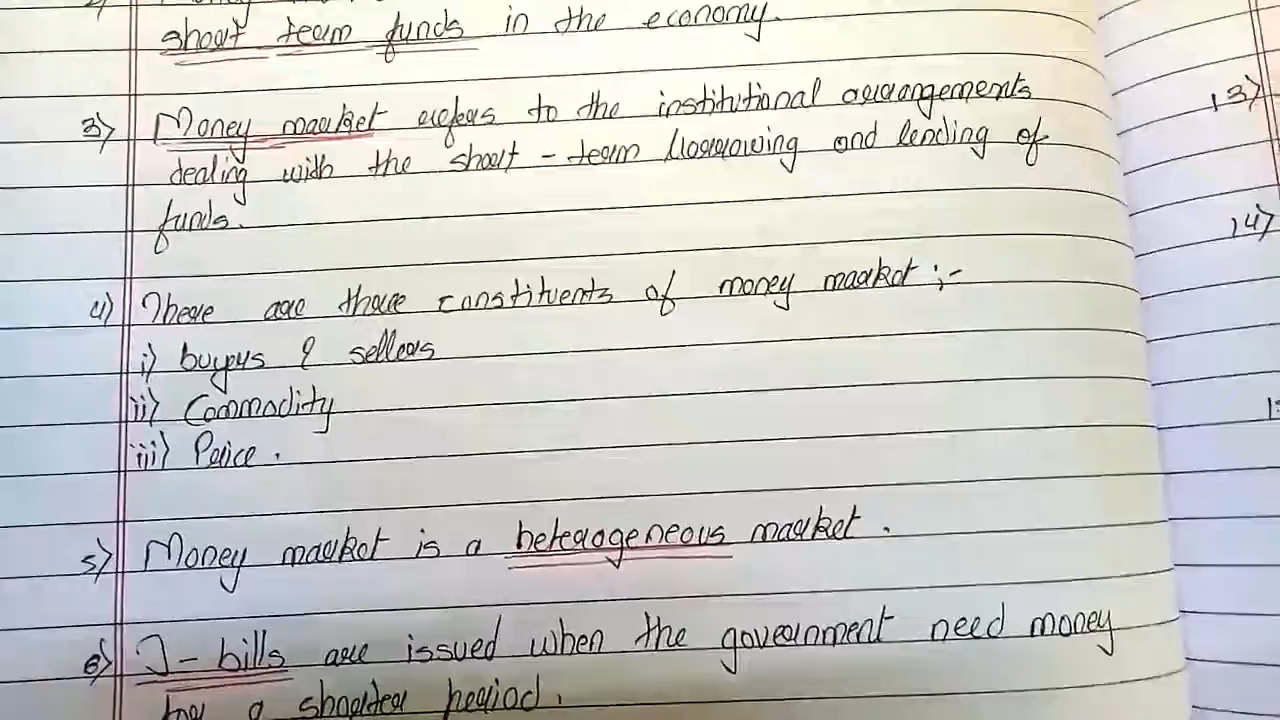 short term funds in the economy.
3) Money market refers to the institutional arrangements
dealing with the short - term borrowing and lending of
funds.
4) There are three constituents of money market :-
i) buyers & sellers
ii) Commodity
iii) Price.
5) Money market is a heterogeneous market.
6) T- bills are issued when the government need money
for a shorter period.
13)
14)